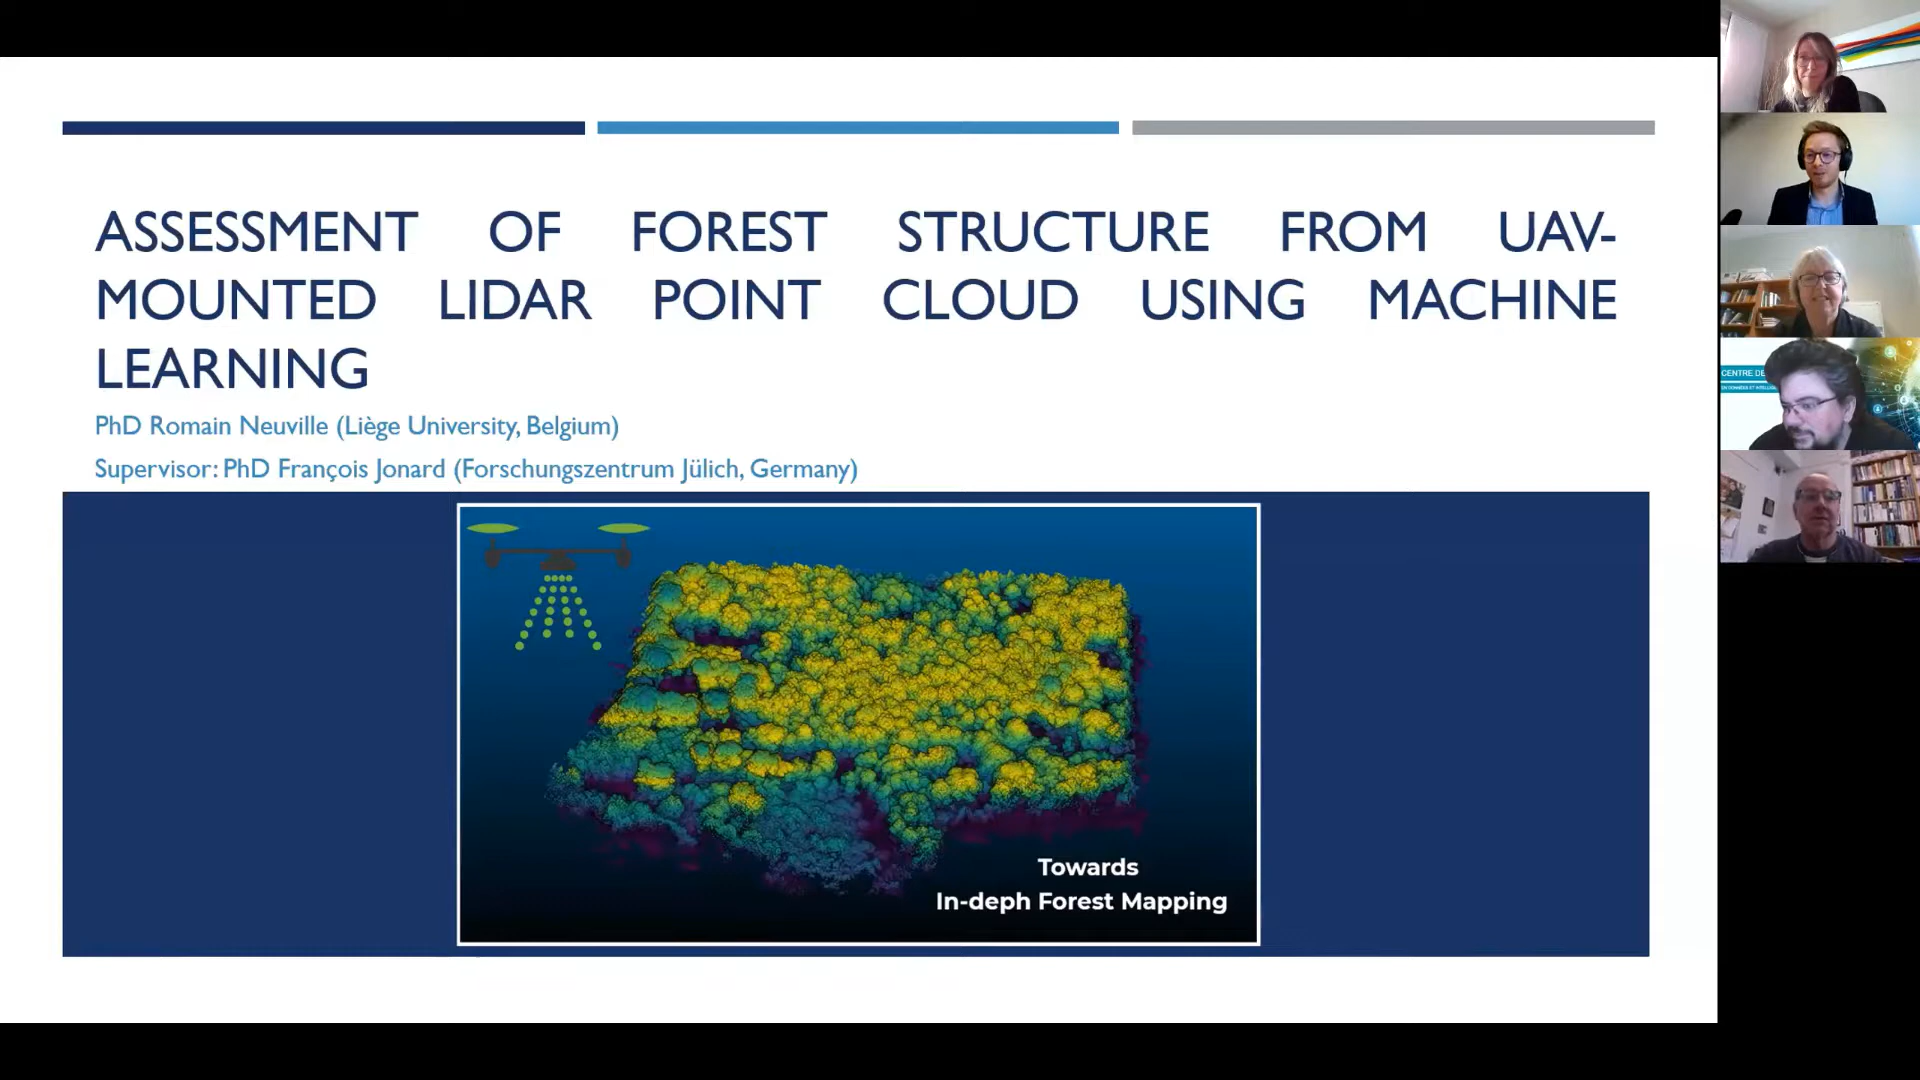 ASSESSMENT OF FOREST STRUCTURE FROM UAV-
MOUNTED LIDAR POINT CLOUD USING MACHINE
LEARNING
PhD Romain Neuville (Liège University, Belgium)
Supervisor: PhD François Jonard (Forschungszentrum Jülich, Germany)
Towards
In-deph Forest Mapping
CENTRE DE